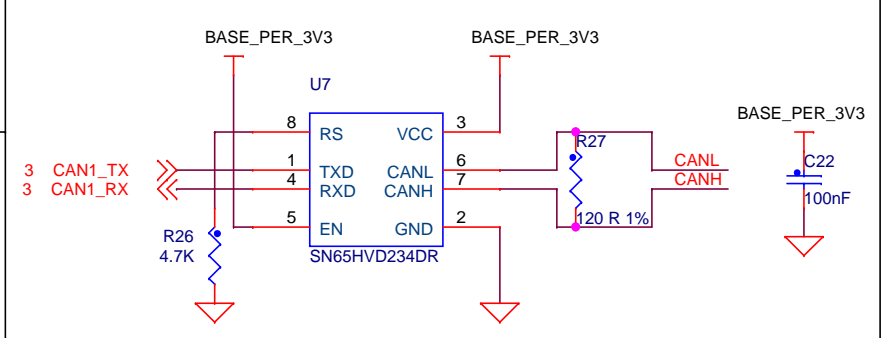 BASE_PER_3V3
BASE_PER_3V3
U7
BASE_PER_3V3
8 RS VCC 3
R27
3 CAN1_TX 1 TXD CANL 6 CANL
3 CAN1_RX 4 RXD CANH 7 CANH
C22
100nF
5 EN GND 2
120 R 1%
R26
4.7K
SN65HVD234DR